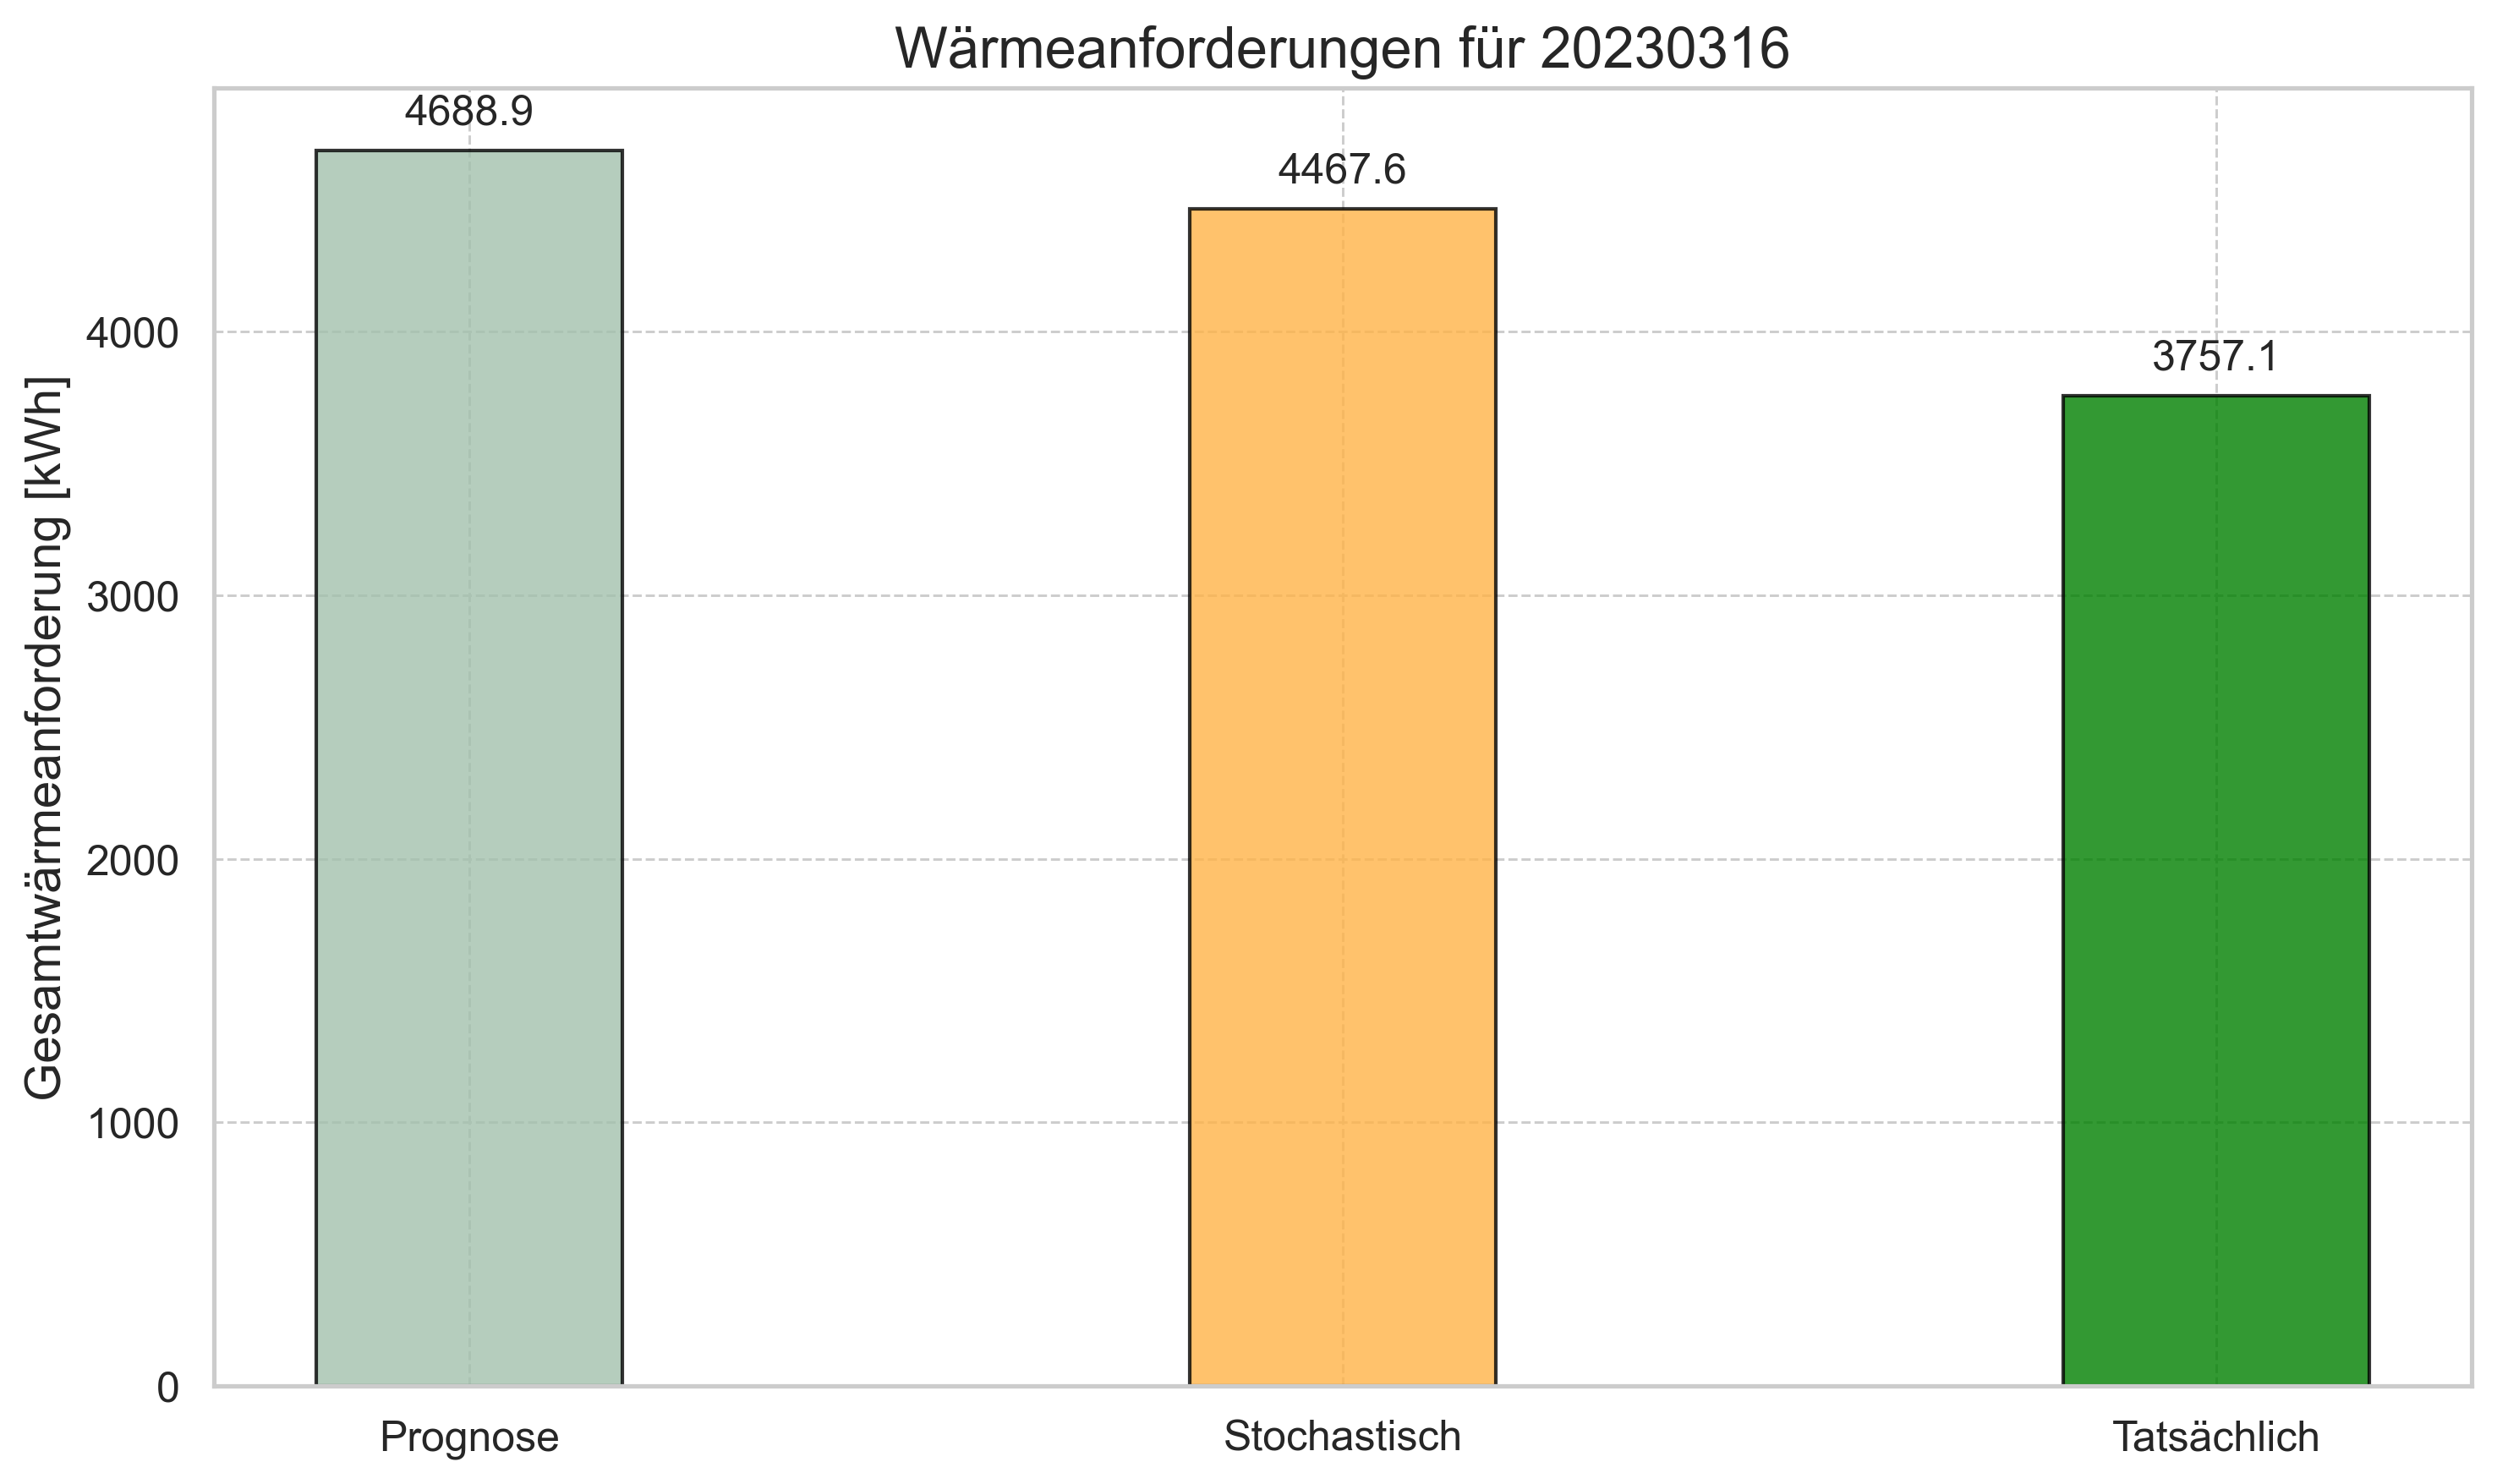 Wärmeanforderungen für 20230316
4688.9
4467.6
3757.1
Gesamtwärmeanforderung [kWh]
4000
3000
2000
1000
0
Prognose
Stochastisch
Tatsächlich